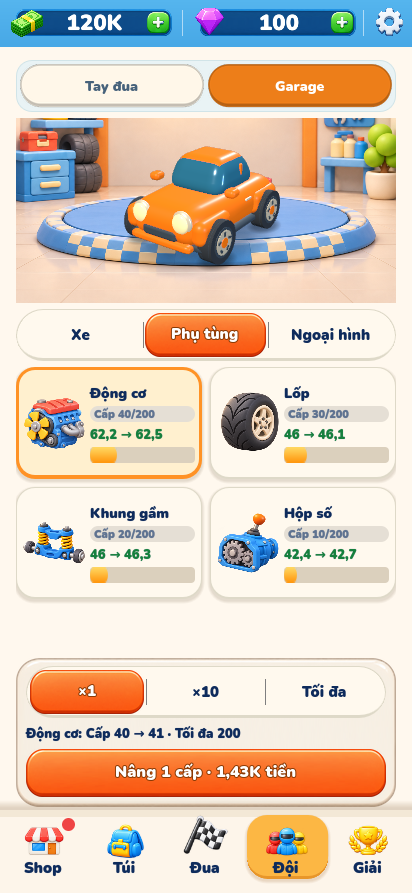 120K
100
Tay đua
Garage
Xe
Phụ tùng
Ngoại hình
Động cơ
Cấp 40/200
62,2 → 62,5
Lốp
Cấp 30/200
46 → 46,1
Khung gầm
Cấp 20/200
46 → 46,3
Hộp số
Cấp 10/200
42,4 → 42,7
×1
×10
Tối đa
Động cơ: Cấp 40 → 41 · Tối đa 200
Nâng 1 cấp · 1,43K tiền
Shop
Túi
Đua
Đội
Giải